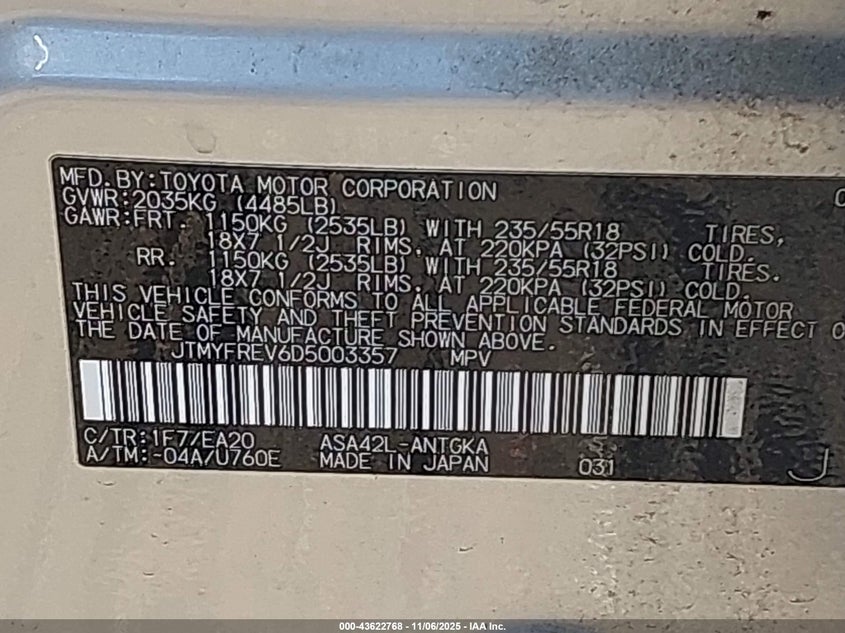 MFD. BY: TOYOTA MOTOR CORPORATION
GVWR: 2035KG (4485LB)
GAWR: FRT. 1150KG (2535LB) WITH 235/55R18 TIRES,
18X7 1/2J RIMS, AT 220KPA (32PSI) COLD.
RR. 1150KG (2535LB) WITH 235/55R18 TIRES.
18X7 1/2J RIMS, AT 220KPA (32PSI) COLD.
THIS VEHICLE CONFORMS TO ALL APPLICABLE FEDERAL MOTOR
VEHICLE SAFETY AND THEFT PREVENTION STANDARDS IN EFFECT O
THE DATE OF MANUFACTURE SHOWN ABOVE.
JTMYFREV6D5003357 MPV
C/TR: 1F7/EA20 ASA42L-ANTGKA
A/TM: -04A/U760E MADE IN JAPAN 031 J
000-43622768 - 11/06/2025 - IAA Inc.